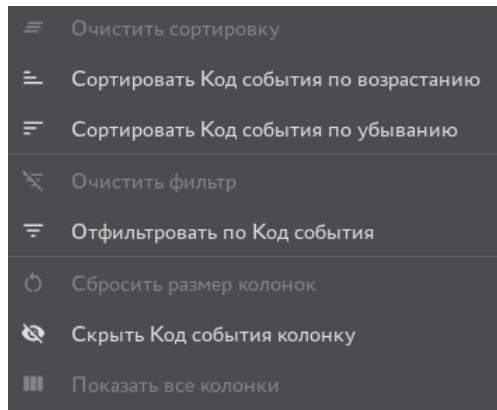 Очистить сортировку
Сортировать Код события по возрастанию
Сортировать Код события по убыванию
Очистить фильтр
Отфильтровать по Код события
Сбросить размер колонок
Скрыть Код события колонку
Показать все колонки